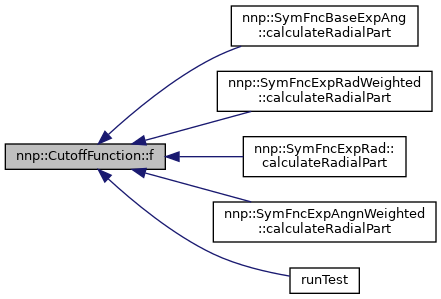 nnp::SymFncBaseExpAng
::calculateRadialPart
nnp::SymFncExpRadWeighted
::calculateRadialPart
nnp::CutoffFunction::f
nnp::SymFncExpRad::
calculateRadialPart
nnp::SymFncExpAngnWeighted
::calculateRadialPart
runTest